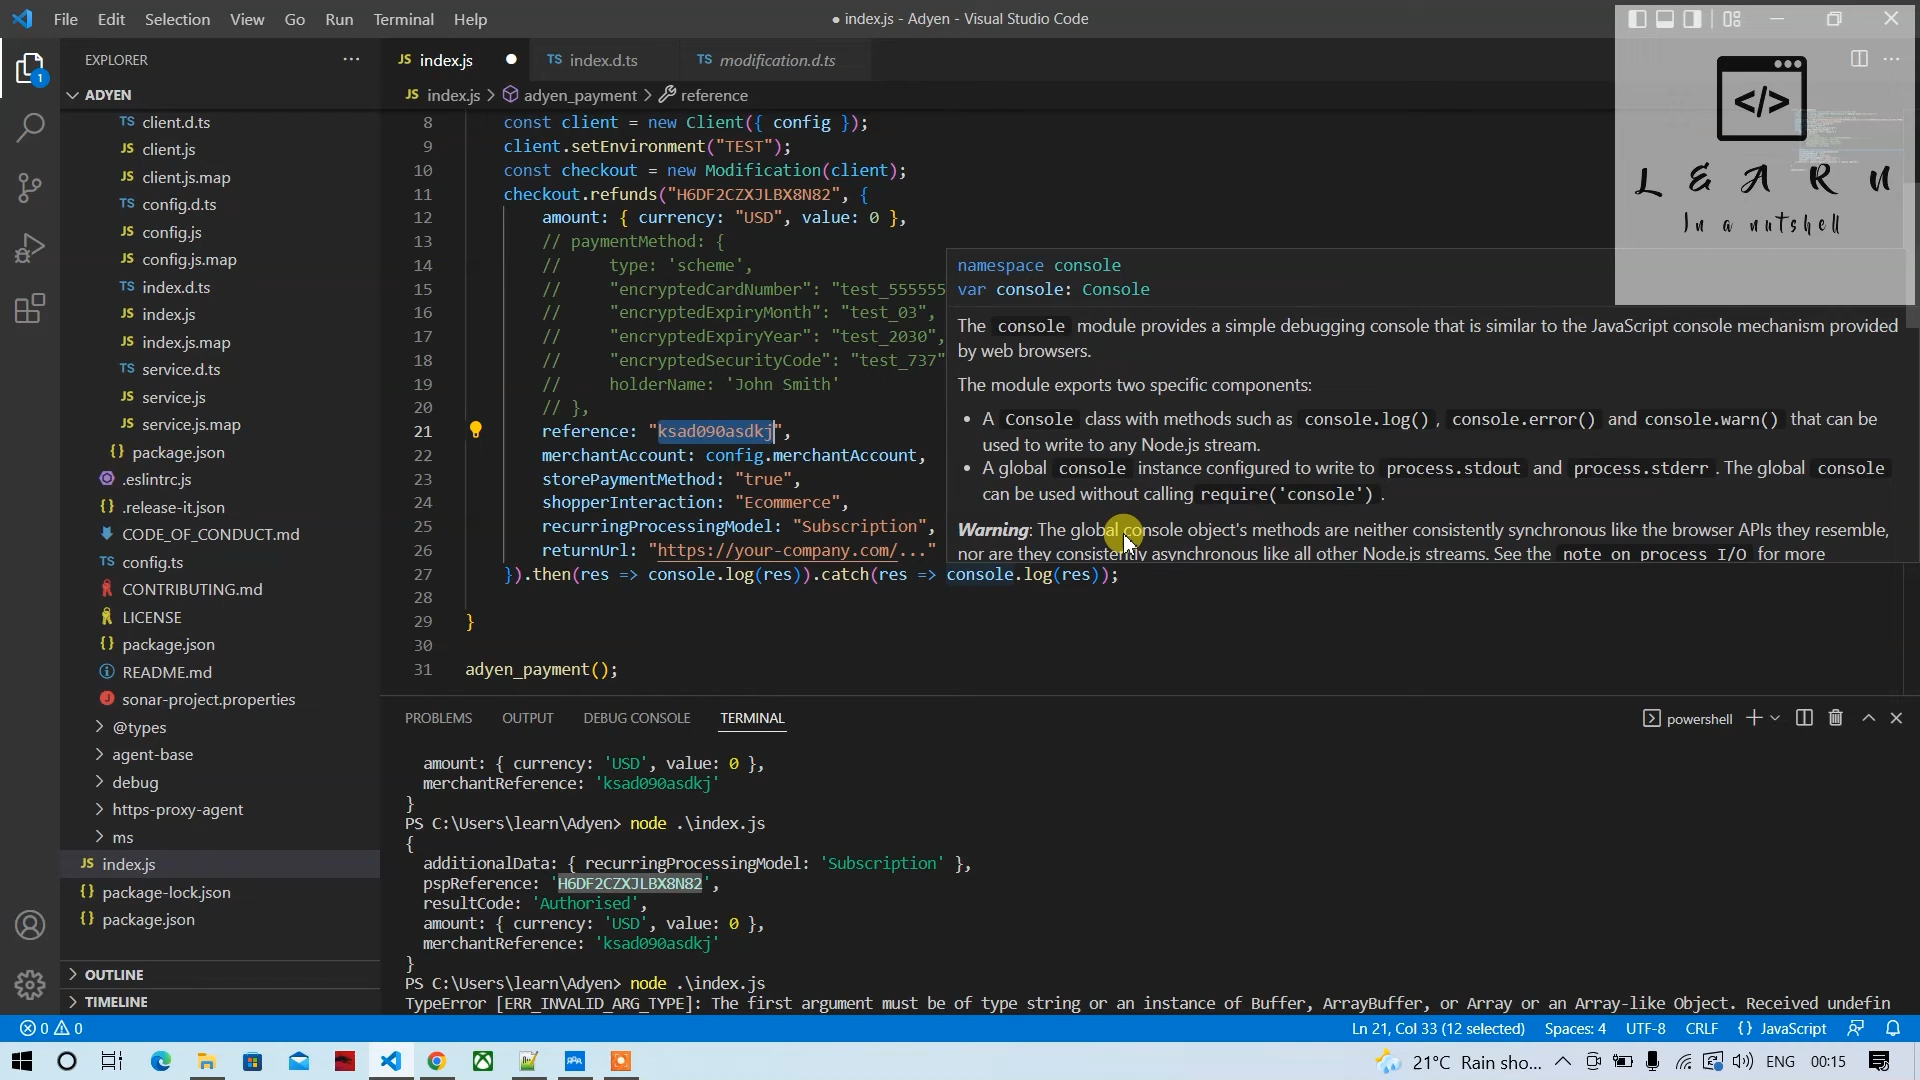 File Edit Selection View Go Run Terminal Help
● index.js - Adyen - Visual Studio Code
EXPLORER
ADYEN
TS client.d.ts
JS client.js
JS client.js.map
TS config.d.ts
JS config.js
JS config.js.map
TS index.d.ts
JS index.js
JS index.js.map
TS service.d.ts
JS service.js
JS service.js.map
{} package.json
.eslintrc.js
.release-it.json
CODE_OF_CONDUCT.md
config.ts
CONTRIBUTING.md
LICENSE
{} package.json
README.md
sonar-project.properties
@types
agent-base
debug
https-proxy-agent
ms
JS index.js
{} package-lock.json
{} package.json
OUTLINE
TIMELINE
JS index.js ● TS index.d.ts TS modification.d.ts
JS index.js > adyen_payment > reference
8 const client = new Client({ config });
9 client.setEnvironment("TEST");
10 const checkout = new Modification(client);
11 checkout.refunds("H6DF2CZXJLBX8N82", {
12 amount: { currency: "USD", value: 0 },
13 // paymentMethod: {
14 // type: 'scheme',
15 // "encryptedCardNumber": "test_555555
16 // "encryptedExpiryMonth": "test_03",
17 // "encryptedExpiryYear": "test_2030",
18 // "encryptedSecurityCode": "test_737"
19 // holderName: 'John Smith'
20 // },
21 reference: "ksad090asdkj",
22 merchantAccount: config.merchantAccount,
23 storePaymentMethod: "true",
24 shopperInteraction: "Ecommerce",
25 recurringProcessingModel: "Subscription",
26 returnUrl: "https://your-company.com/..."
27 }).then(res => console.log(res)).catch(res => console.log(res));
28
29 }
30
31 adyen_payment();
namespace console
var console: Console
The console module provides a simple debugging console that is similar to the JavaScript console mechanism provided
by web browsers.
The module exports two specific components:
• A Console class with methods such as console.log() , console.error() and console.warn() that can be
used to write to any Node.js stream.
• A global console instance configured to write to process.stdout and process.stderr . The global console
can be used without calling require('console') .
Warning: The global console object's methods are neither consistently synchronous like the browser APIs they resemble,
nor are they consistently asynchronous like all other Node.js streams. See the note on process I/O for more
</>
LEARN
In a nutshell
PROBLEMS OUTPUT DEBUG CONSOLE TERMINAL
powershell
amount: { currency: 'USD', value: 0 },
merchantReference: 'ksad090asdkj'
}
PS C:\Users\learn\Adyen> node .\index.js
{
additionalData: { recurringProcessingModel: 'Subscription' },
pspReference: 'H6DF2CZXJLBX8N82',
resultCode: 'Authorised',
amount: { currency: 'USD', value: 0 },
merchantReference: 'ksad090asdkj'
}
PS C:\Users\learn\Adyen> node .\index.js
TypeError [ERR_INVALID_ARG_TYPE]: The first argument must be of type string or an instance of Buffer, ArrayBuffer, or Array or an Array-like Object. Received undefin
0 0
Ln 21, Col 33 (12 selected) Spaces: 4 UTF-8 CRLF {} JavaScript
21°C Rain sho... ENG 00:15